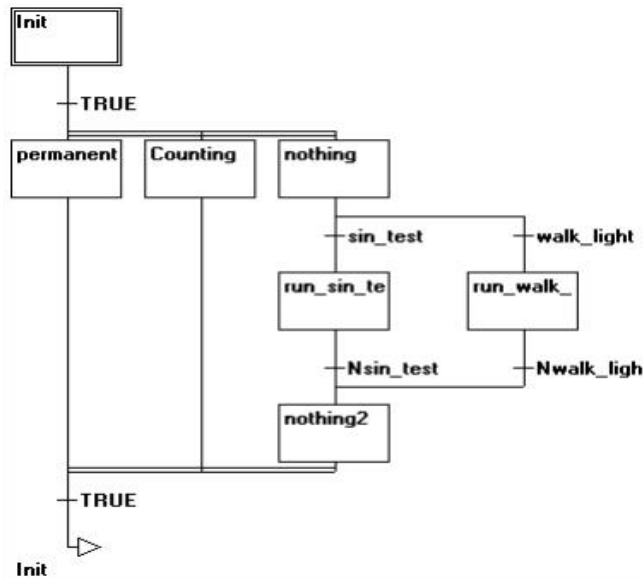 Init
TRUE
permanent Counting nothing
sin_test walk_light
run_sin_te run_walk_
Nsin_test Nwalk_ligh
nothing2
TRUE
Init